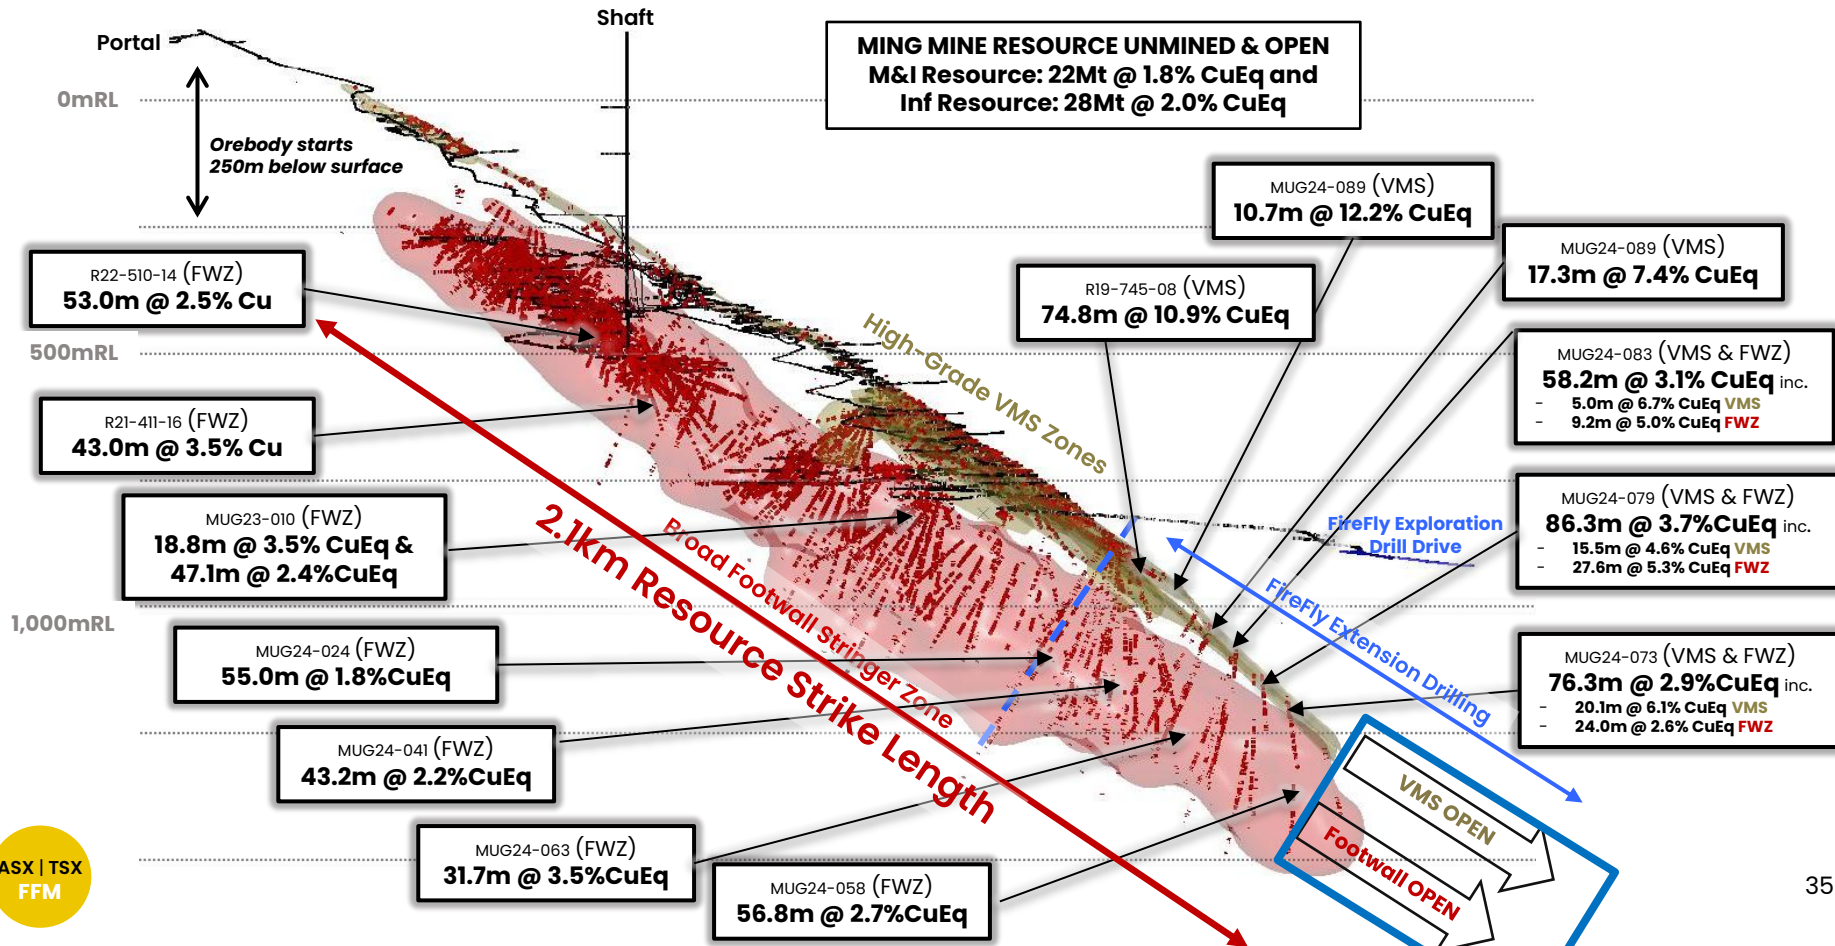 Shaft
Portal
MING MINE RESOURCE UNMINED & OPEN
M&I Resource: 22Mt @ 1.8% CuEq and
Inf Resource: 28Mt @ 2.0% CuEq
0mRL
Orebody starts
250m below surface
MUG24-089 (VMS)
10.7m @ 12.2% CuEq
MUG24-089 (VMS)
17.3m @ 7.4% CuEq
R22-510-14 (FWZ)
53.0m @ 2.5% Cu
R19-745-08 (VMS)
74.8m @ 10.9% CuEq
High-Grade VMS Zones
500mRL
MUG24-083 (VMS & FWZ)
58.2m @ 3.1% CuEq inc.
- 5.0m @ 6.7% CuEq VMS
- 9.2m @ 5.0% CuEq FWZ
R21-411-16 (FWZ)
43.0m @ 3.5% Cu
MUG24-079 (VMS & FWZ)
86.3m @ 3.7%CuEq inc.
- 15.5m @ 4.6% CuEq VMS
- 27.6m @ 5.3% CuEq FWZ
MUG23-010 (FWZ)
18.8m @ 3.5% CuEq &
47.1m @ 2.4%CuEq
FireFly Exploration
Drill Drive
2.1km Resource Strike Length
Broad Footwall Stringer Zone
FireFly Extension Drilling
1,000mRL
MUG24-024 (FWZ)
55.0m @ 1.8%CuEq
MUG24-073 (VMS & FWZ)
76.3m @ 2.9%CuEq inc.
- 20.1m @ 6.1% CuEq VMS
- 24.0m @ 2.6% CuEq FWZ
MUG24-041 (FWZ)
43.2m @ 2.2%CuEq
VMS OPEN
Footwall OPEN
MUG24-063 (FWZ)
31.7m @ 3.5%CuEq
MUG24-058 (FWZ)
56.8m @ 2.7%CuEq
ASX | TSX
FFM
35